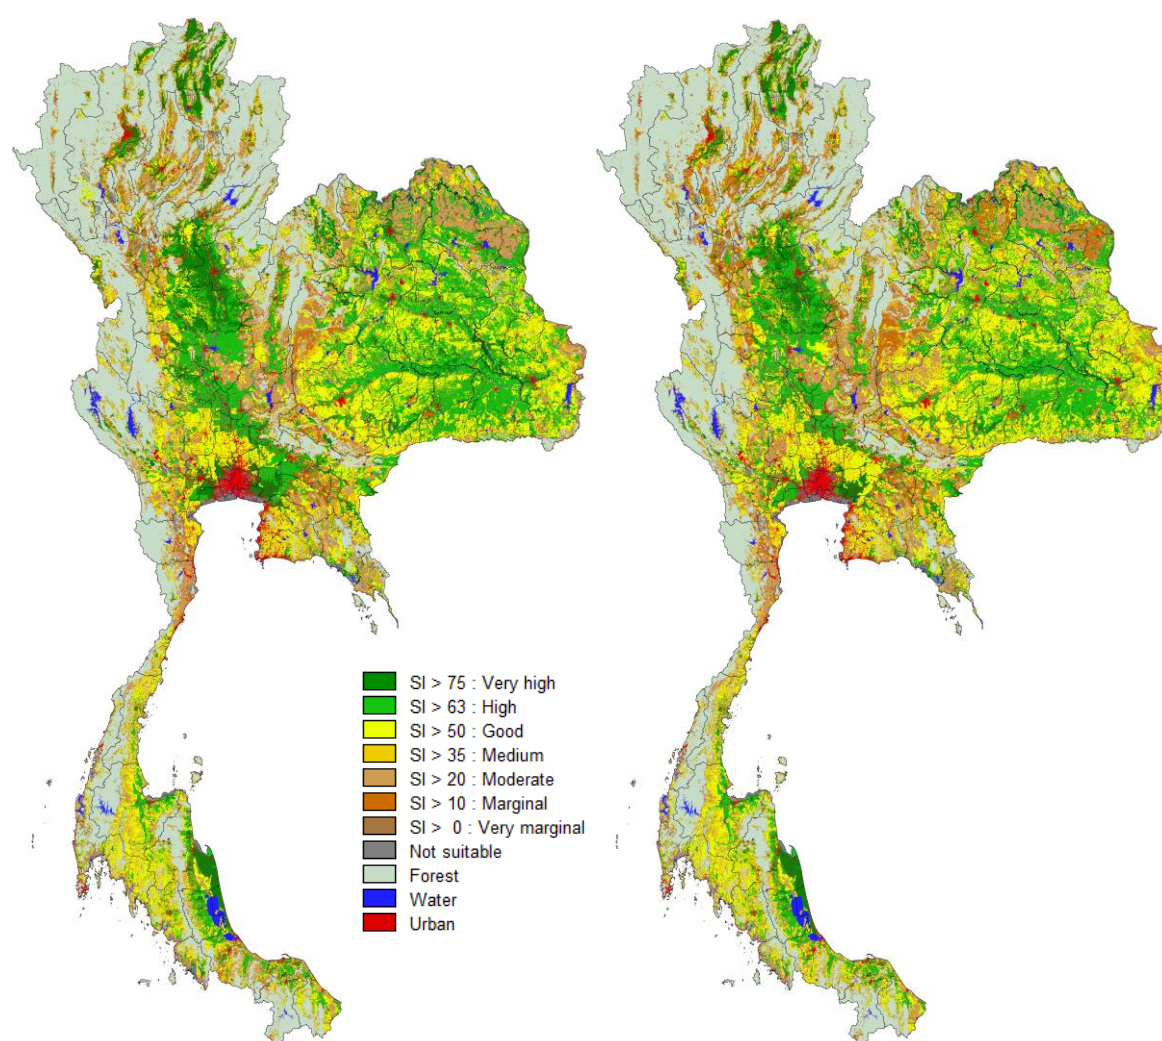 SI > 75 : Very high
SI > 63 : High
SI > 50 : Good
SI > 35 : Medium
SI > 20 : Moderate
SI > 10 : Marginal
SI > 0 : Very marginal
Not suitable
Forest
Water
Urban